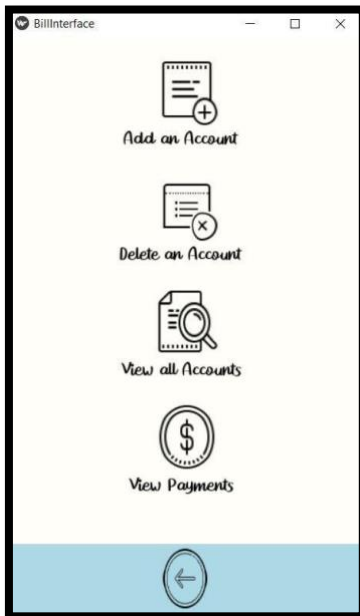 BillInterface
Add an Account
Delete an Account
View all Accounts
$
View Payments